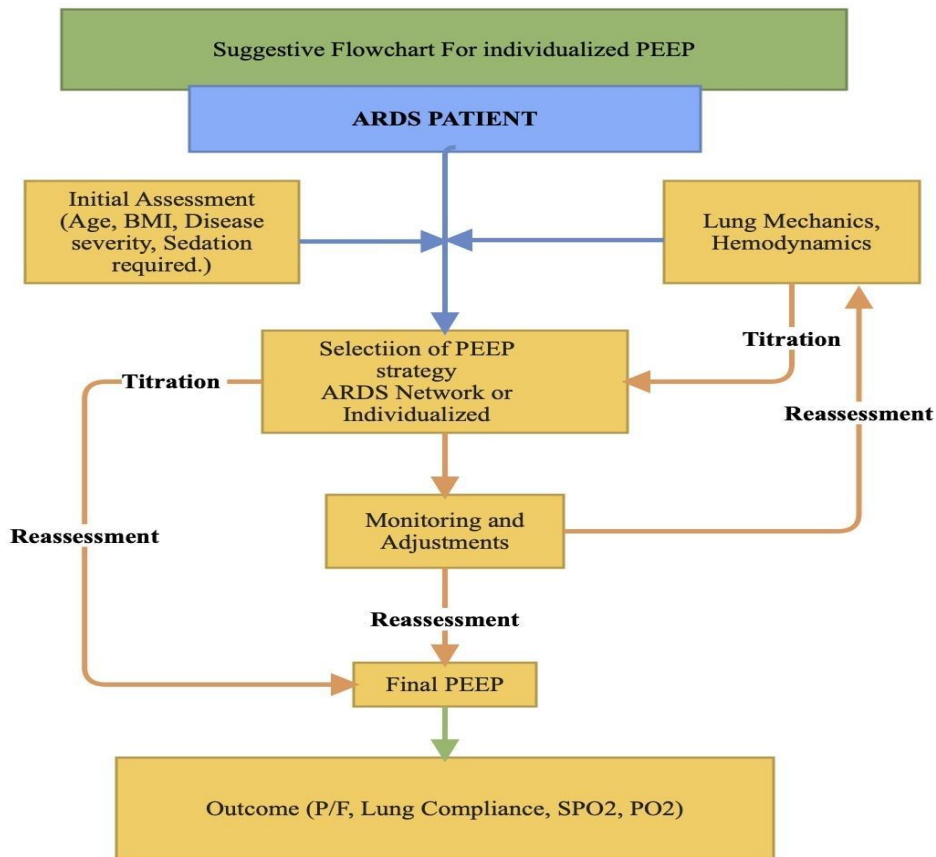 Suggestive Flowchart For individualized PEEP
ARDS PATIENT
Initial Assessment
(Age, BMI, Disease
severity, Sedation
required.)
Lung Mechanics,
Hemodynamics
Selectiion of PEEP
strategy
ARDS Network or
Individualized
Titration
Titration
Reassessment
Monitoring and
Adjustments
Reassessment
Reassessment
Final PEEP
Outcome (P/F, Lung Compliance, SPO2, PO2)